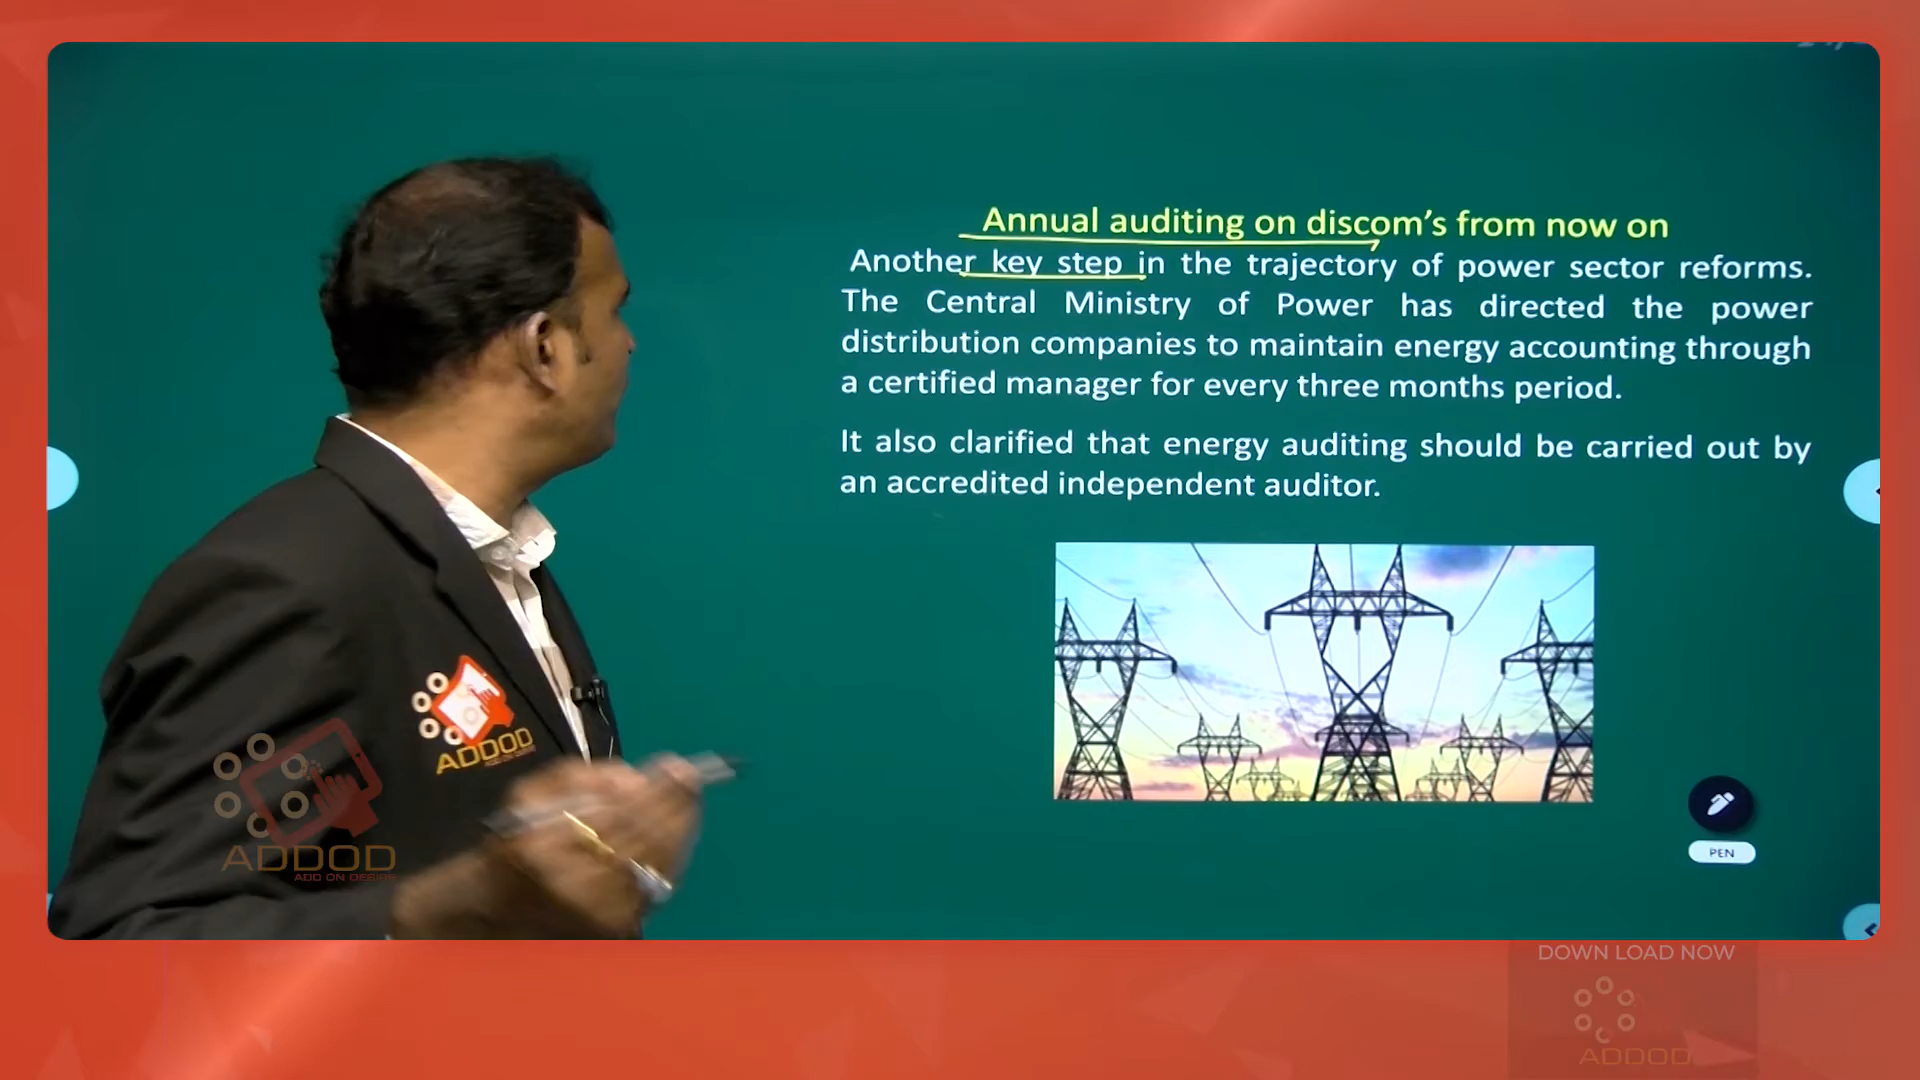 Annual auditing on discom's from now on
Another key step in the trajectory of power sector reforms.
The Central Ministry of Power has directed the power
distribution companies to maintain energy accounting through
a certified manager for every three months period.
It also clarified that energy auditing should be carried out by
an accredited independent auditor.
PEN
ADDOD
ADDOD
ADD ON DESIRE
DOWN LOAD NOW
ADDOD